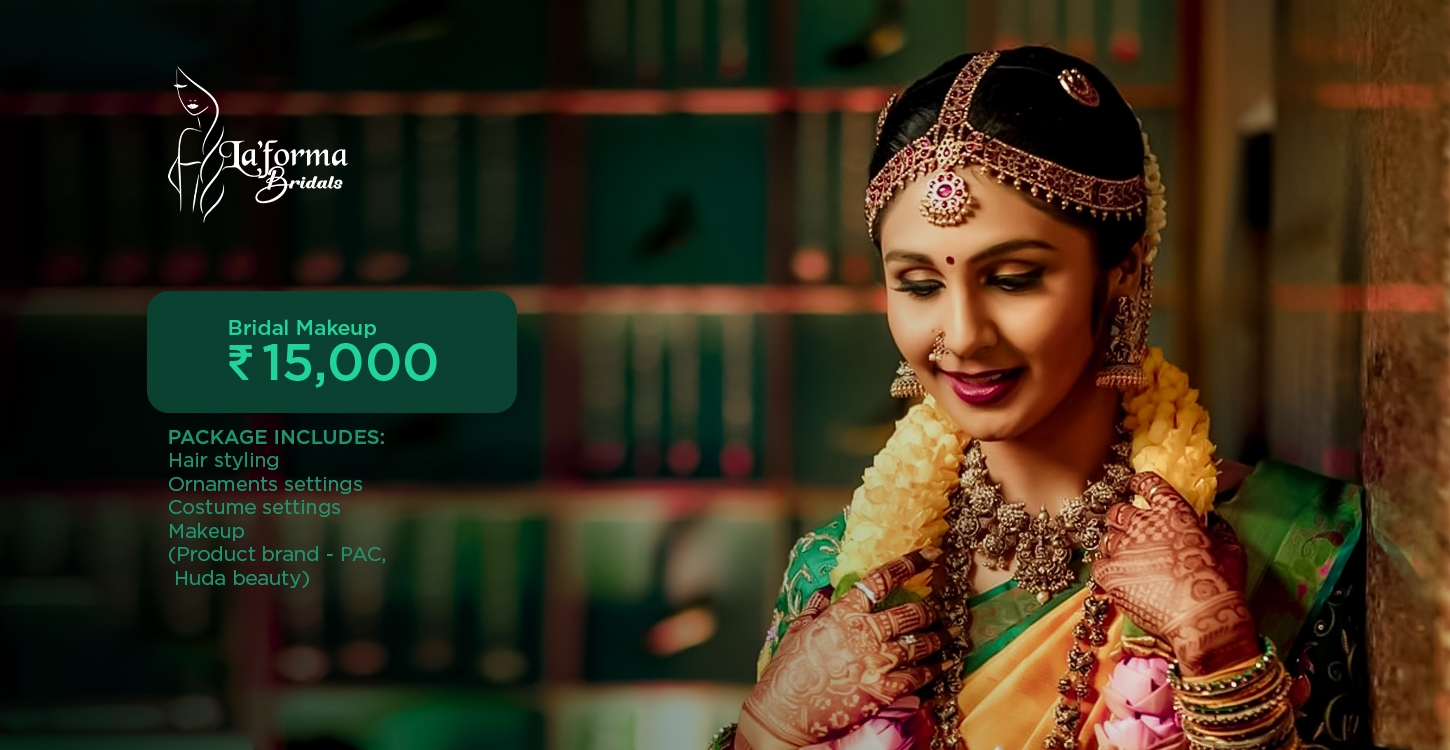 La'forma
Bridals
Bridal Makeup
₹ 15,000
PACKAGE INCLUDES:
Hair styling
Ornaments settings
Costume settings
Makeup
(Product brand - PAC,
Huda beauty)